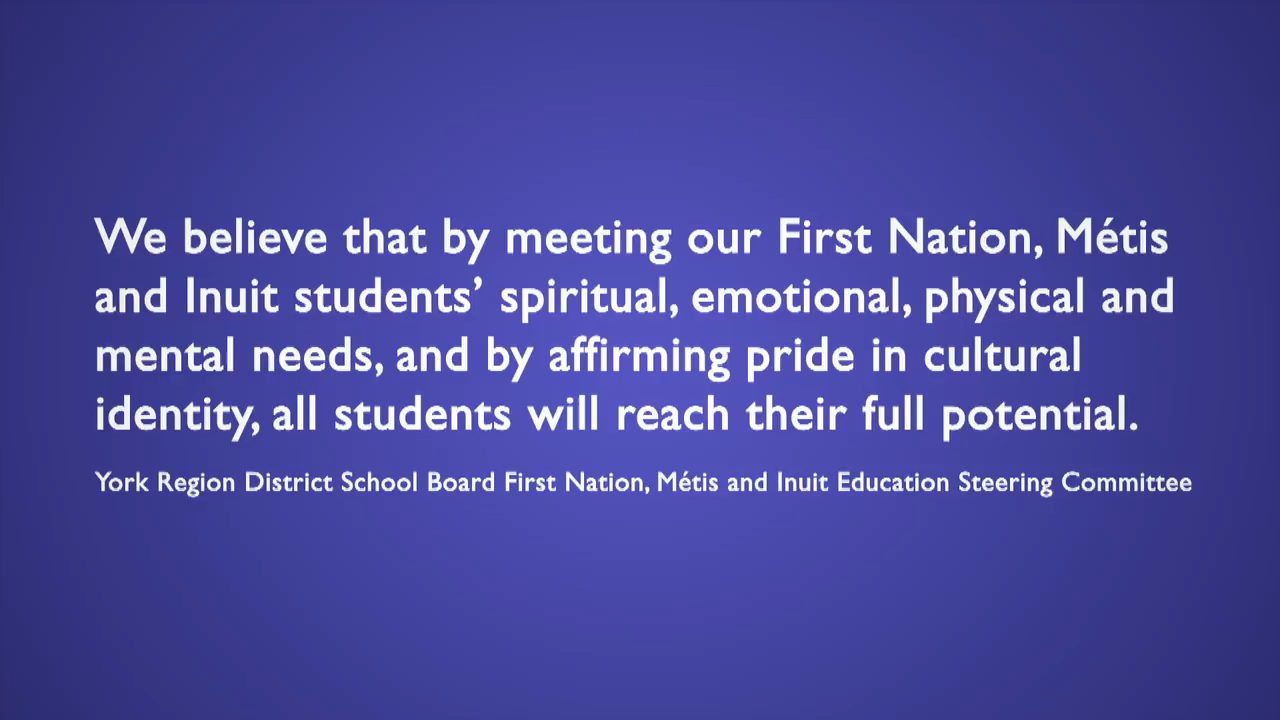 We believe that by meeting our First Nation, Métis
and Inuit students’ spiritual, emotional, physical and
mental needs, and by affirming pride in cultural
identity, all students will reach their full potential.
York Region District School Board First Nation, Métis and Inuit Education Steering Committee